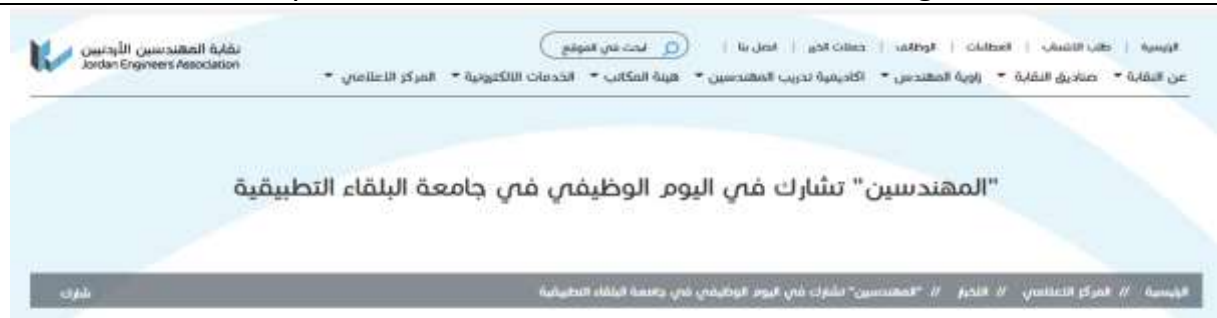 الرئيسية | طلب الانتساب | العطاءات | الوظائف | حملات الخير | اتصل بنا | ابحث في الموقع
نقابة المهندسين الأردنيين
Jordan Engineers Association
عن النقابة صناديق النقابة زاوية المهندس اكاديمية تدريب المهندسين هيئة المكاتب الخدمات الالكترونية المركز الاعلامي
"المهندسين" تشارك في اليوم الوظيفي في جامعة البلقاء التطبيقية
الرئيسية // المركز الاعلامي // الأخبار // "المهندسين" تشارك في اليوم الوظيفي في جامعة البلقاء التطبيقية
شارك